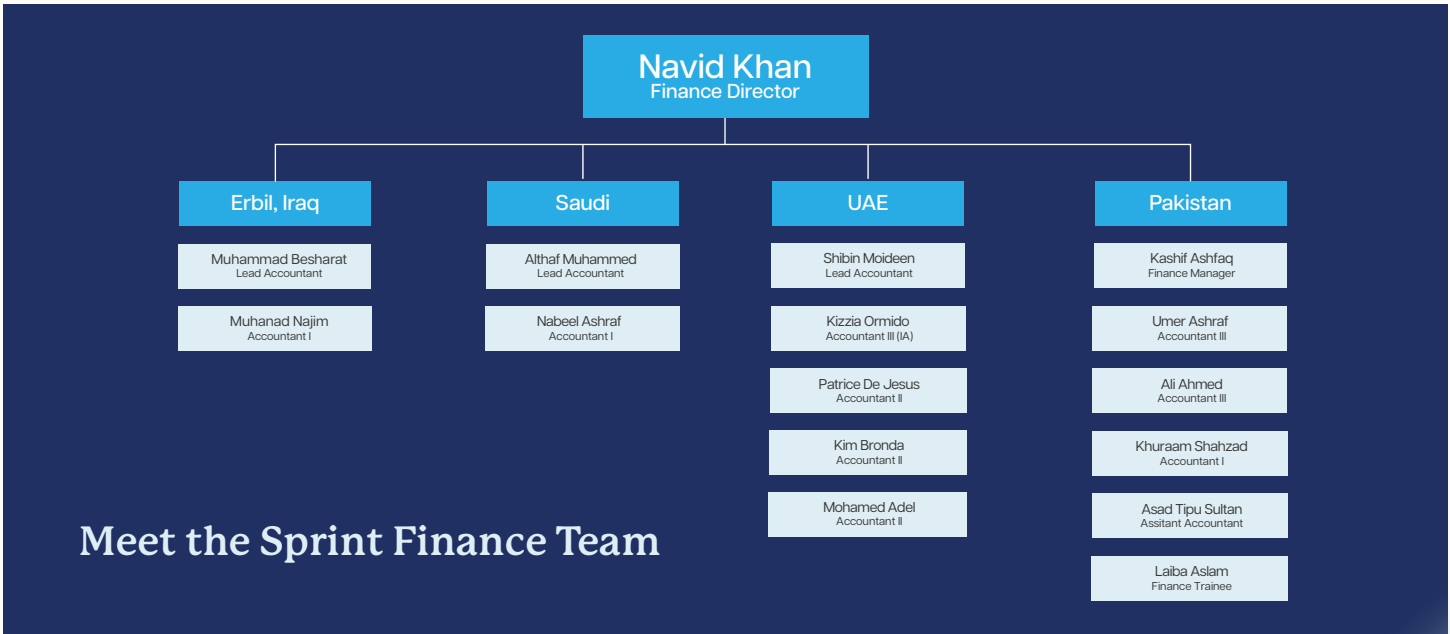 Navid Khan
Finance Director
Erbil, Iraq
Muhammad Besharat
Lead Accountant
Muhanad Najim
Accountant I
Saudi
Althaf Muhammed
Lead Accountant
Nabeel Ashraf
Accountant I
UAE
Shibin Moideen
Lead Accountant
Kizzia Ormido
Accountant III (IA)
Patrice De Jesus
Accountant II
Kim Bronda
Accountant II
Mohamed Adel
Accountant II
Pakistan
Kashif Ashfaq
Finance Manager
Umer Ashraf
Accountant III
Ali Ahmed
Accountant III
Khuraam Shahzad
Accountant I
Asad Tipu Sultan
Assitant Accountant
Laiba Aslam
Finance Trainee
Meet the Sprint Finance Team